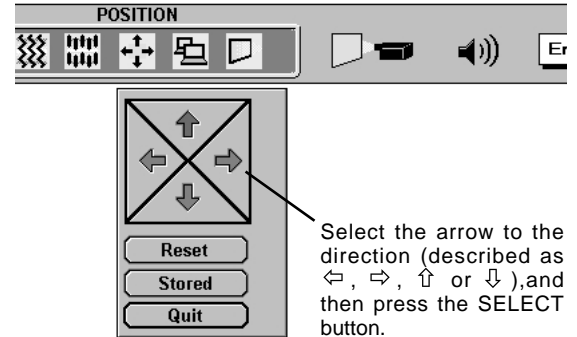 POSITION
Er
Reset
Stored
Quit
Select the arrow to the
direction (described as
⇦ , ⇨ , ⇧ or ⇩ ),and
then press the SELECT
button.